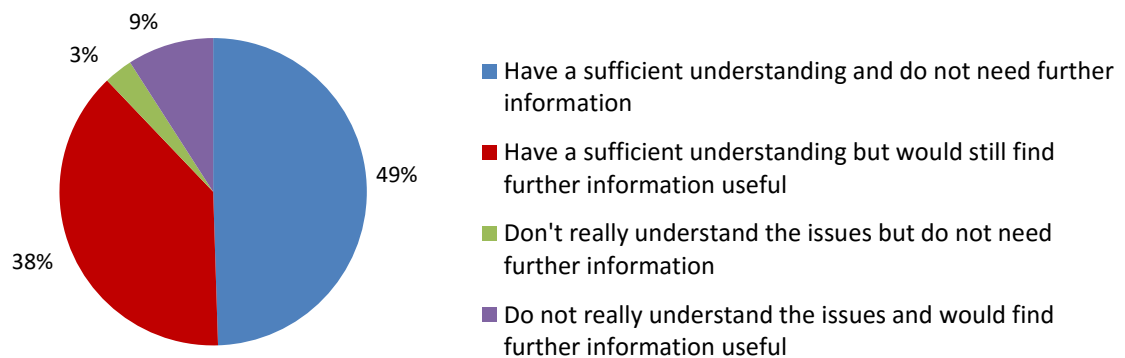 9%
3%
49%
38%
Have a sufficient understanding and do not need further
information
Have a sufficient understanding but would still find
further information useful
Don't really understand the issues but do not need
further information
Do not really understand the issues and would find
further information useful